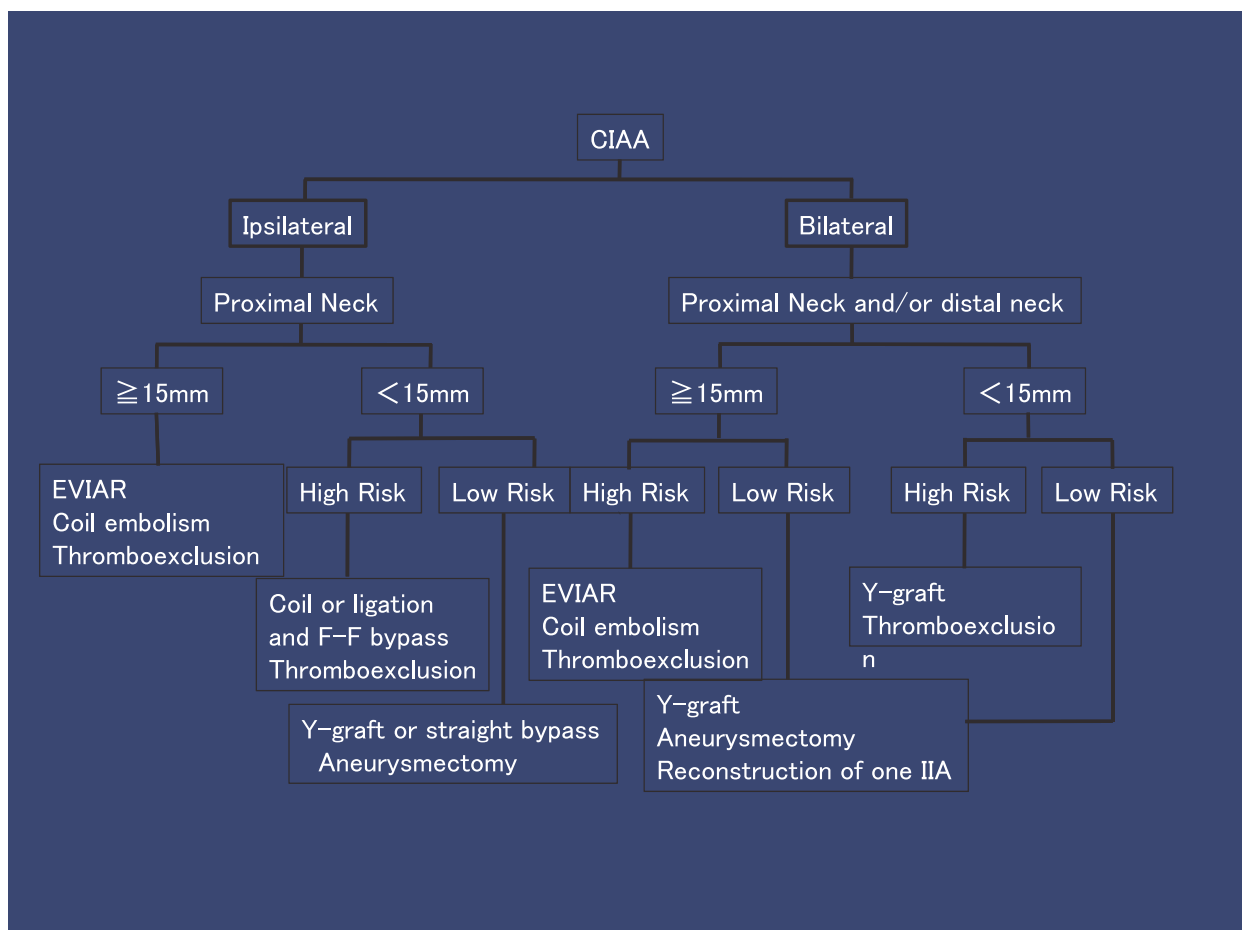 CIAA
Ipsilateral
Bilateral
Proximal Neck
Proximal Neck and/or distal neck
≧15mm
<15mm
≧15mm
<15mm
EVIAR
Coil embolism
Thromboexclusion
High Risk
Low Risk
High Risk
Low Risk
High Risk
Low Risk
Coil or ligation
and F-F bypass
Thromboexclusion
EVIAR
Coil embolism
Thromboexclusion
Y-graft
Thromboexclusio
n
Y-graft or straight bypass
Aneurysmectomy
Y-graft
Aneurysmectomy
Reconstruction of one IIA